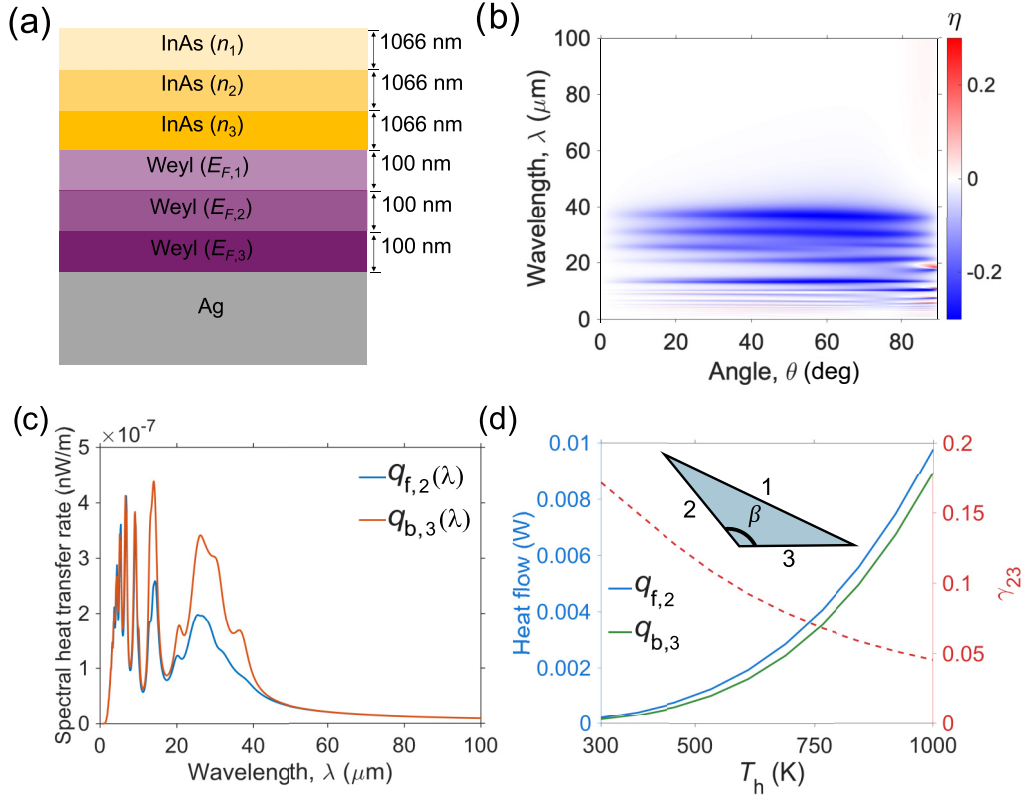 (a)
InAs (n1)
1066 nm
InAs (n2)
1066 nm
InAs (n3)
1066 nm
Weyl (EF,1)
100 nm
Weyl (EF,2)
100 nm
Weyl (EF,3)
100 nm
Ag
(b)
η
100
80
60
40
20
0
Wavelength, λ (μm)
0 20 40 60 80
Angle, θ (deg)
0.2
0
-0.2
(c)
×10⁻⁷
5
4
3
2
1
0
Spectral heat transfer rate (nW/m)
qf,2(λ)
qb,3(λ)
0 20 40 60 80 100
Wavelength, λ (μm)
(d)
0.01
0.008
0.006
0.004
0.002
0
Heat flow (W)
1
2
β
3
qf,2
qb,3
0.2
0.15
0.1
0.05
0
γ23
300 500 750 1000
Th (K)